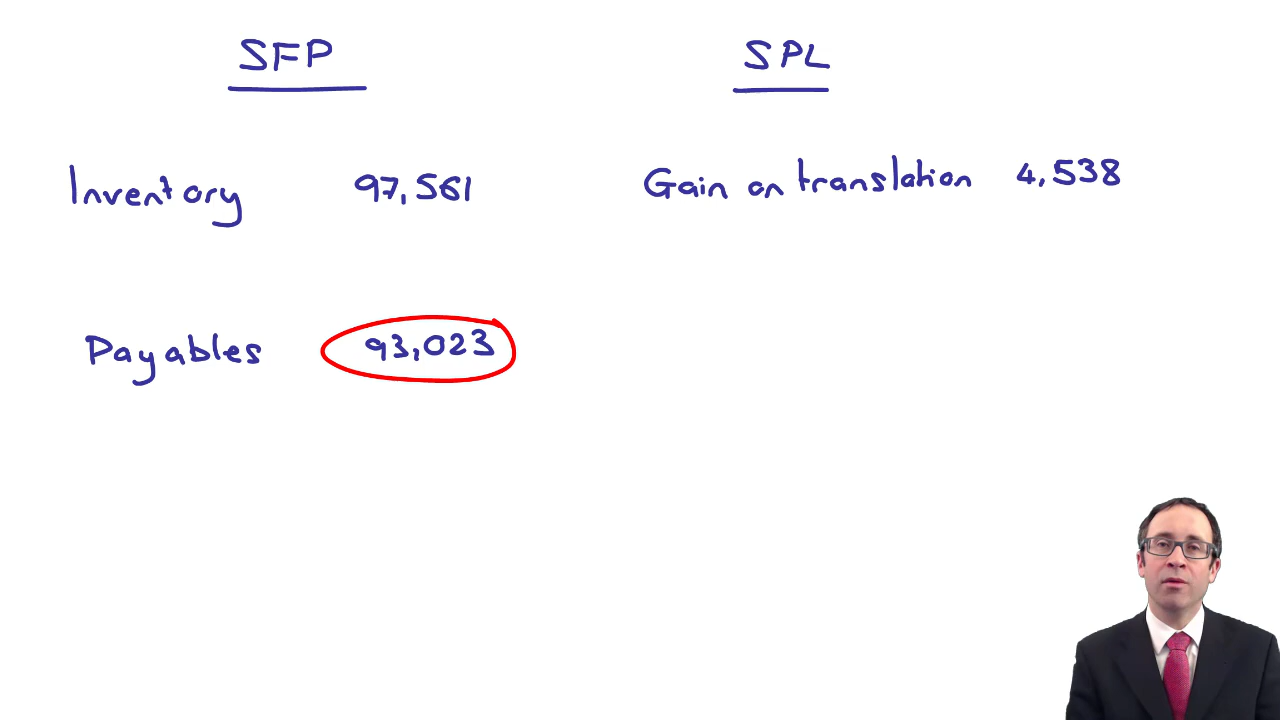 SFP
SPL
Inventory 97,561
Gain on translation 4,538
Payables 93,023